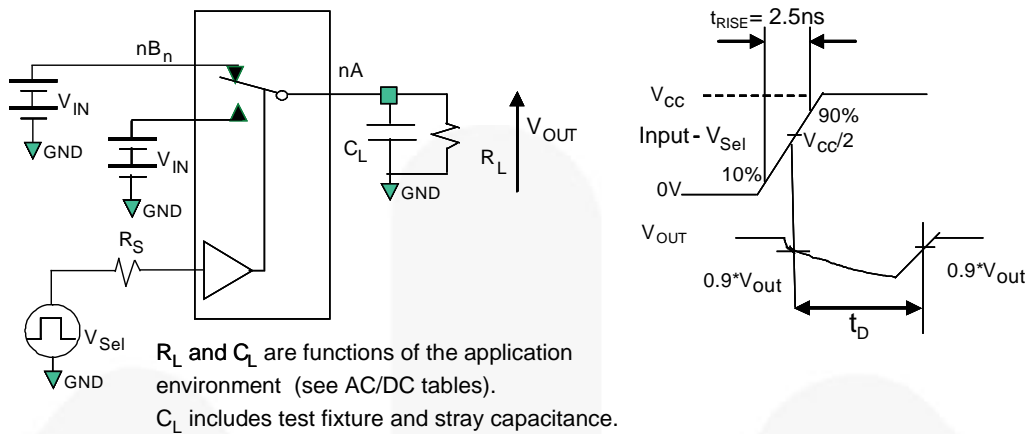 nB_n
nA
V_IN
GND
V_IN
GND
R_S
V_Sel
GND
C_L
R_L
GND
V_OUT
R_L and C_L are functions of the application
environment (see AC/DC tables).
C_L includes test fixture and stray capacitance.
t_RISE = 2.5ns
V_CC
90%
Input - V_Sel
V_CC/2
10%
0V
V_OUT
0.9*V_out
0.9*V_out
t_D